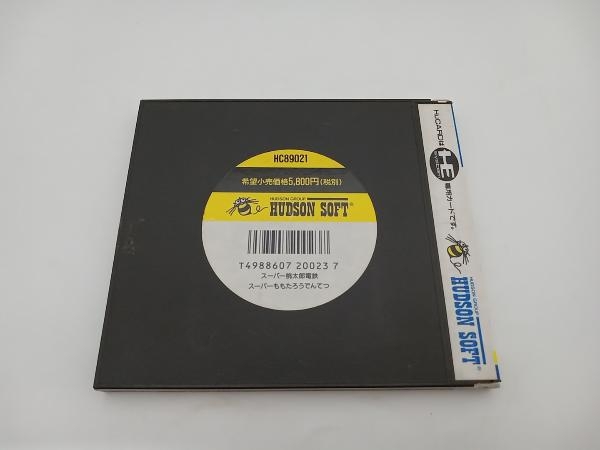 HC89021
希望小売価格5,800円(税別)
HUDSON GROUP
HUDSON SOFT®
T4988607 20023 7
スーパー桃太郎電鉄
スーパーももたろうでんてつ
HuCARDは
HE
専用カードです。
HUDSON GROUP
HUDSON SOFT®